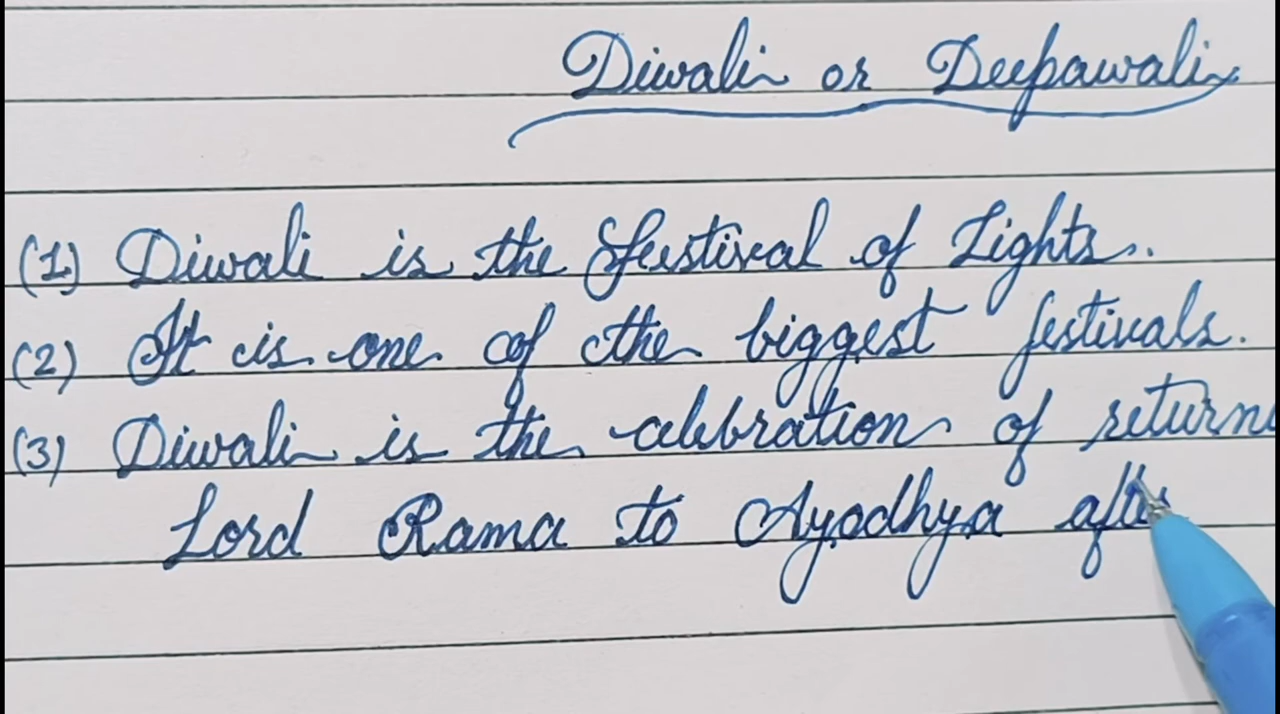 Diwali or Deepawali
(1) Diwali is the festival of Lights.
(2) It is one of the biggest festivals.
(3) Diwali is the celebration of return
Lord Rama to Ayodhya